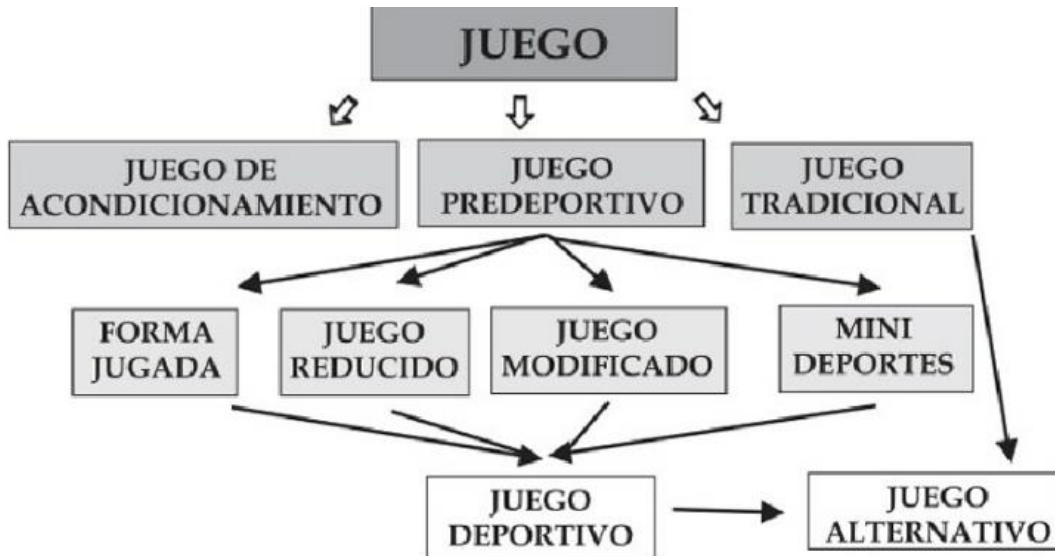 JUEGO
JUEGO DE
ACONDICIONAMIENTO
JUEGO
PREDEPORTIVO
JUEGO
TRADICIONAL
FORMA
JUGADA
JUEGO
REDUCIDO
JUEGO
MODIFICADO
MINI
DEPORTES
JUEGO
DEPORTIVO
JUEGO
ALTERNATIVO